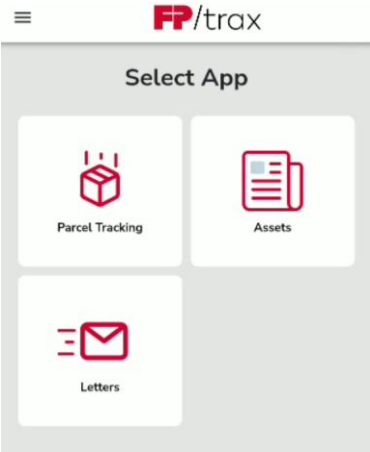 FP/trax
Select App
Parcel Tracking
Assets
Letters